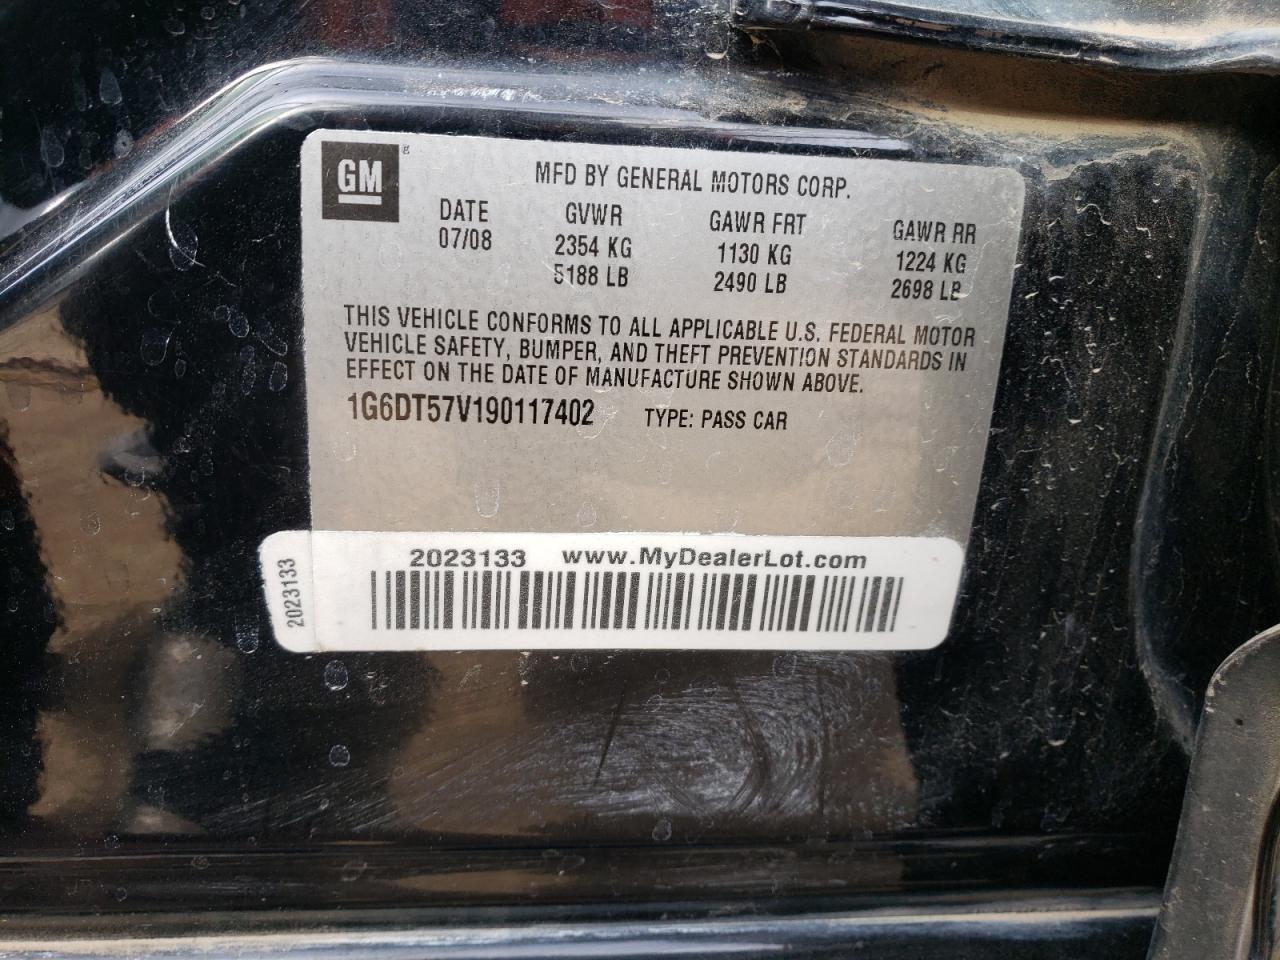 GM
MFD BY GENERAL MOTORS CORP.
DATE GVWR GAWR FRT GAWR RR
07/08 2354 KG 1130 KG 1224 KG
5188 LB 2490 LB 2698 LB
THIS VEHICLE CONFORMS TO ALL APPLICABLE U.S. FEDERAL MOTOR
VEHICLE SAFETY, BUMPER, AND THEFT PREVENTION STANDARDS IN
EFFECT ON THE DATE OF MANUFACTURE SHOWN ABOVE.
1G6DT57V190117402 TYPE: PASS CAR
2023133 www.MyDealerLot.com
2023133